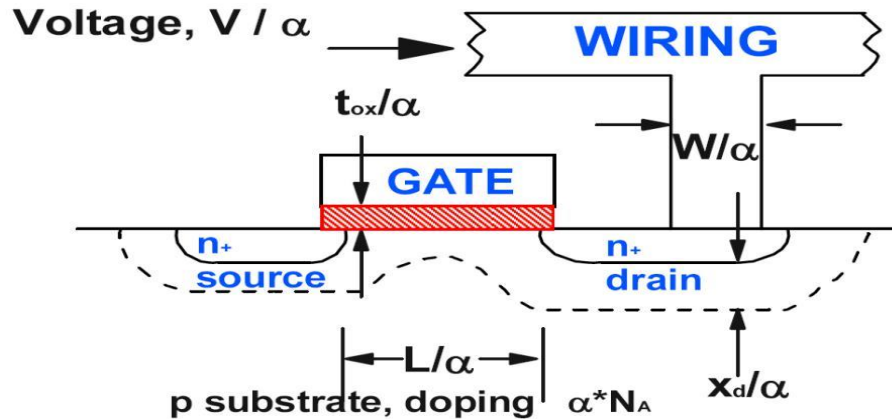 Voltage, V / α
WIRING
tox/α
W/α
GATE
n+
source
n+
drain
L/α
xd/α
p substrate, doping α*NA